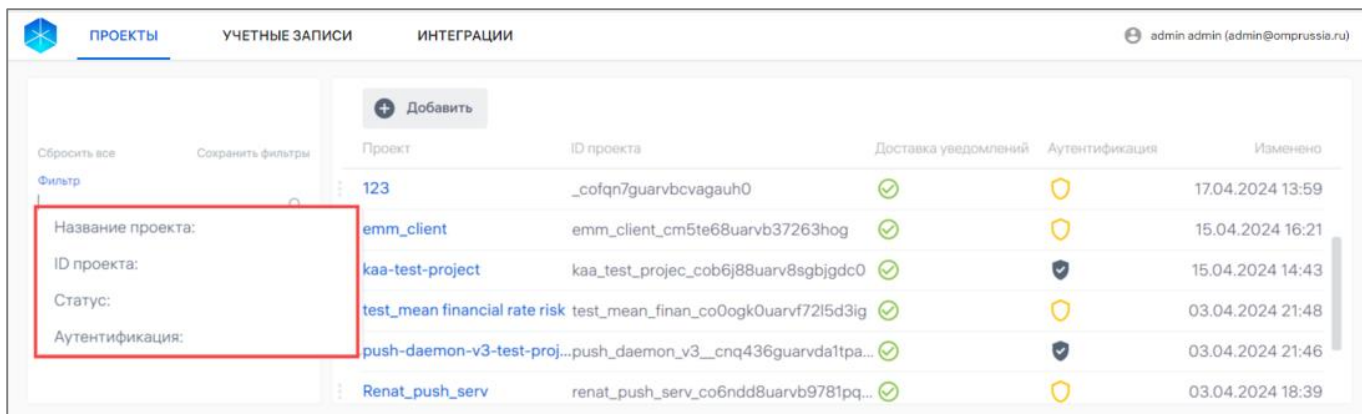 ПРОЕКТЫ УЧЕТНЫЕ ЗАПИСИ ИНТЕГРАЦИИ admin admin (admin@omprussia.ru)
Добавить
Сбросить все Сохранить фильтры Проект ID проекта Доставка уведомлений Аутентификация Изменено
Фильтр
123 _cofqn7guarvbcvagauh0 17.04.2024 13:59
Название проекта:
emm_client emm_client_cm5te68uarvb37263hog 15.04.2024 16:21
ID проекта:
kaa-test-project kaa_test_projec_cob6j88uarv8sgbjgdc0 15.04.2024 14:43
Статус:
test_mean financial rate risk test_mean_finan_co0ogk0uarvf72l5d3ig 03.04.2024 21:48
Аутентификация:
push-daemon-v3-test-proj... push_daemon_v3__cnq436guarvda1tpa... 03.04.2024 21:46
Renat_push_serv renat_push_serv_co6ndd8uarvb9781pq... 03.04.2024 18:39